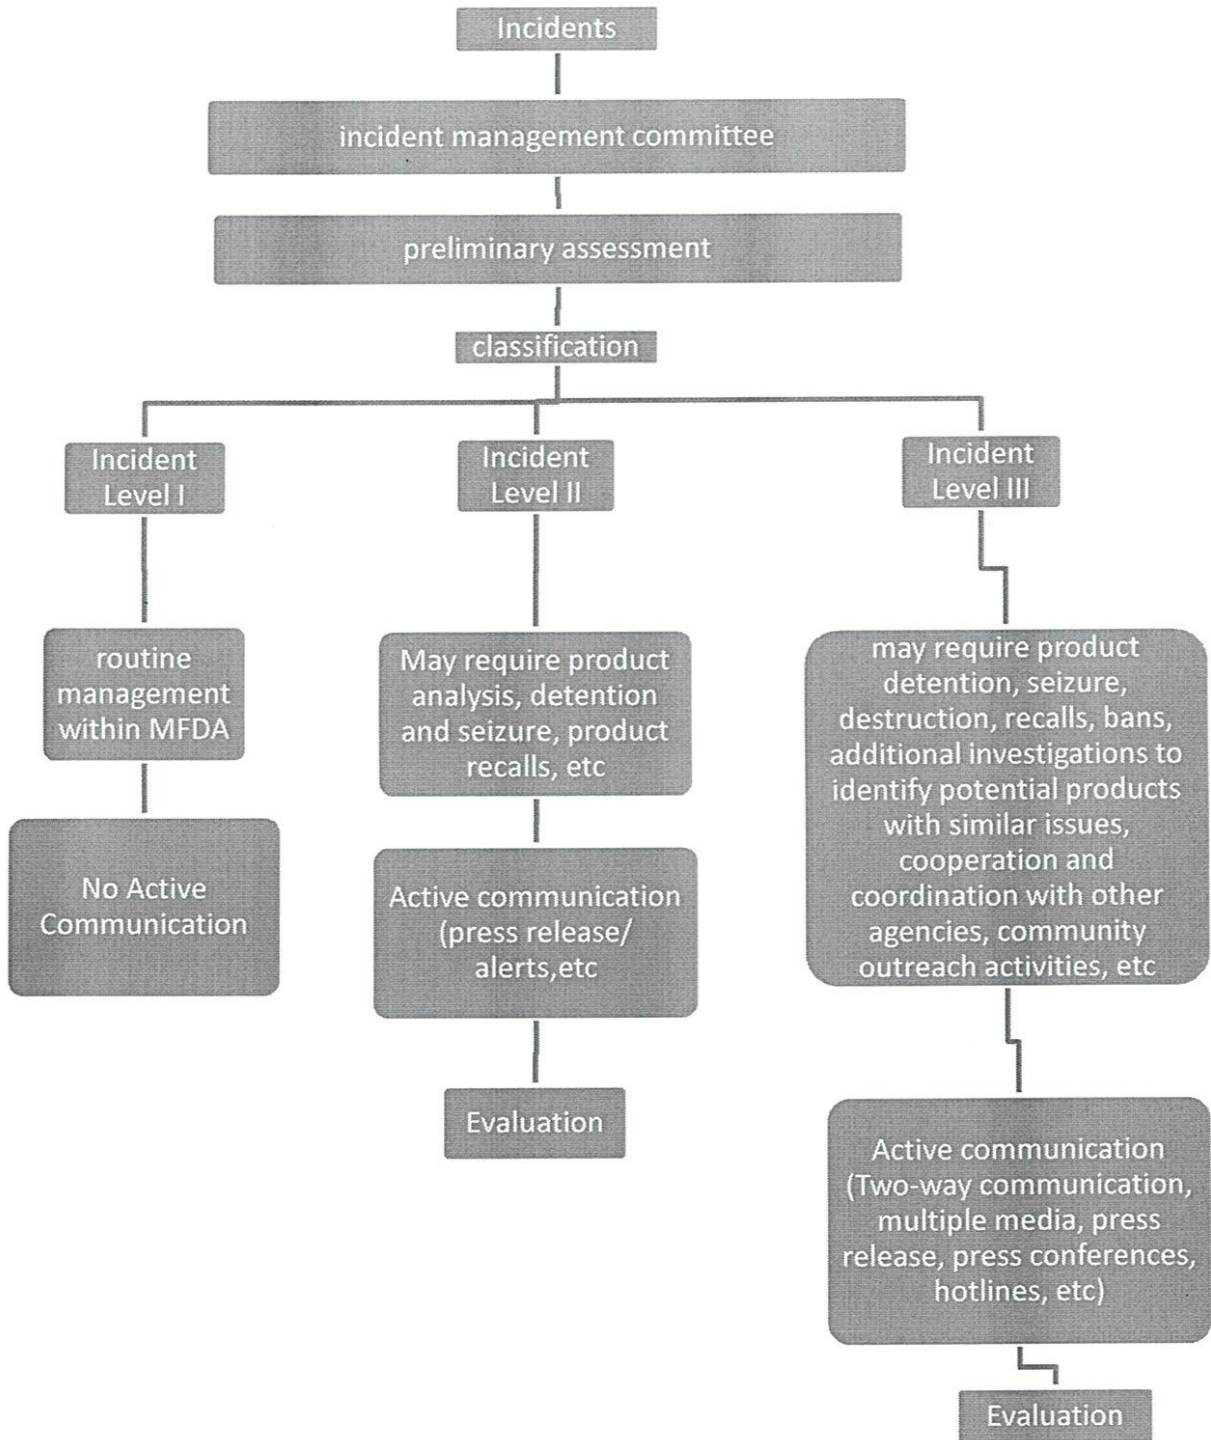 Incidents
incident management committee
preliminary assessment
classification
Incident
Level I
Incident
Level II
Incident
Level III
routine
management
within MFDA
May require product
analysis, detention
and seizure, product
recalls, etc
may require product
detention, seizure,
destruction, recalls, bans,
additional investigations to
identify potential products
with similar issues,
cooperation and
coordination with other
agencies, community
outreach activities, etc
No Active
Communication
Active communication
(press release/
alerts,etc
Evaluation
Active communication
(Two-way communication,
multiple media, press
release, press conferences,
hotlines, etc)
Evaluation